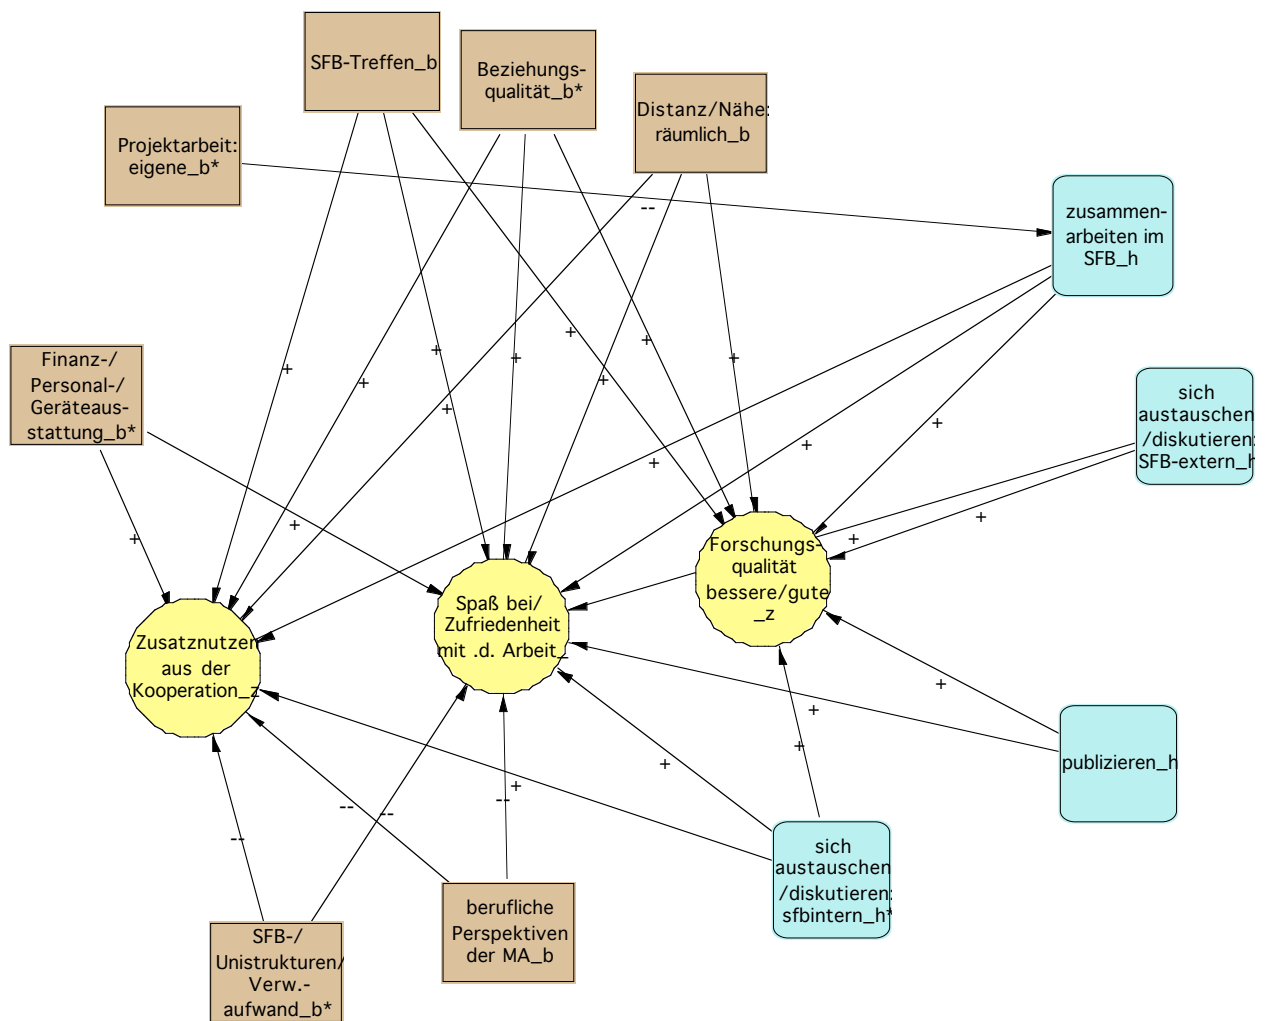 SFB-Treffen_b
Beziehungs-
qualität_b*
Distanz/Nähe:
räumlich_b
Projektarbeit:
eigene_b*
--
zusammen-
arbeiten im
SFB_h
Finanz-/
Personal-/
Geräteaus-
stattung_b*
+
+
+
+
+
+
+
+
+
+
+
+
sich
austauschen
/diskutieren:
SFB-extern_h
+
+
+
+
Forschungs-
qualität
bessere/gute
_z
Spaß bei/
Zufriedenheit
mit .d. Arbeit_
Zusatznutzen
aus der
Kooperation_z
+
+
+
+
+
publizieren_h
--
--
--
--
sich
austauschen
/diskutieren:
sfbintern_h*
berufliche
Perspektiven
der MA_b
SFB-/
Unistrukturen/
Verw.-
aufwand_b*